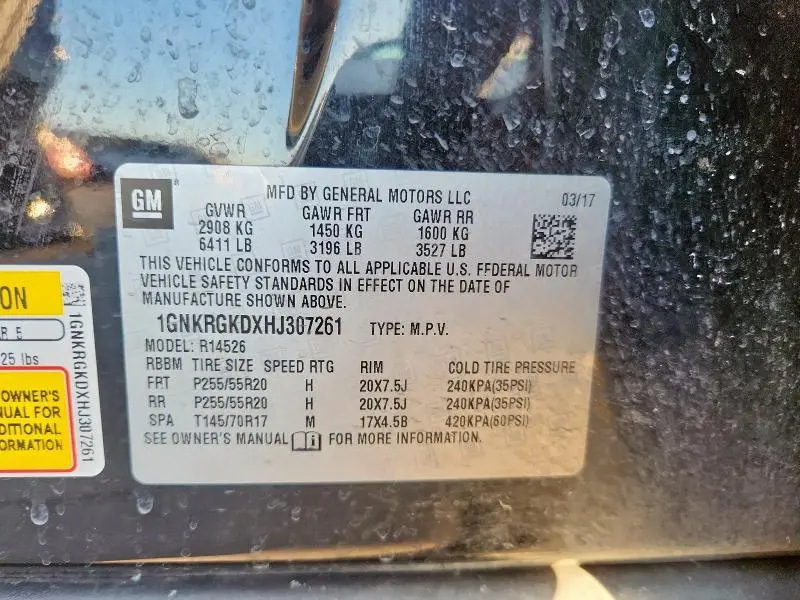 GM
MFD BY GENERAL MOTORS LLC 03/17
GVWR GAWR FRT GAWR RR
2908 KG 1450 KG 1600 KG
6411 LB 3196 LB 3527 LB
THIS VEHICLE CONFORMS TO ALL APPLICABLE U.S. FFDERAL MOTOR
VEHICLE SAFETY STANDARDS IN EFFECT ON THE DATE OF
MANUFACTURE SHOWN ABOVE.
1GNKRGKDXHJ307261 TYPE: M.P.V.
MODEL: R14526
RBBM TIRE SIZE SPEED RTG RIM COLD TIRE PRESSURE
FRT P255/55R20 H 20X7.5J 240KPA(35PSI)
RR P255/55R20 H 20X7.5J 240KPA(35PSI)
SPA T145/70R17 M 17X4.5B 420KPA(60PSI)
SEE OWNER'S MANUAL i FOR MORE INFORMATION.
ON
R 5
25 lbs
OWNER'S
NUAL FOR
DITIONAL
FORMATION
1GNKRGKDXHJ307261